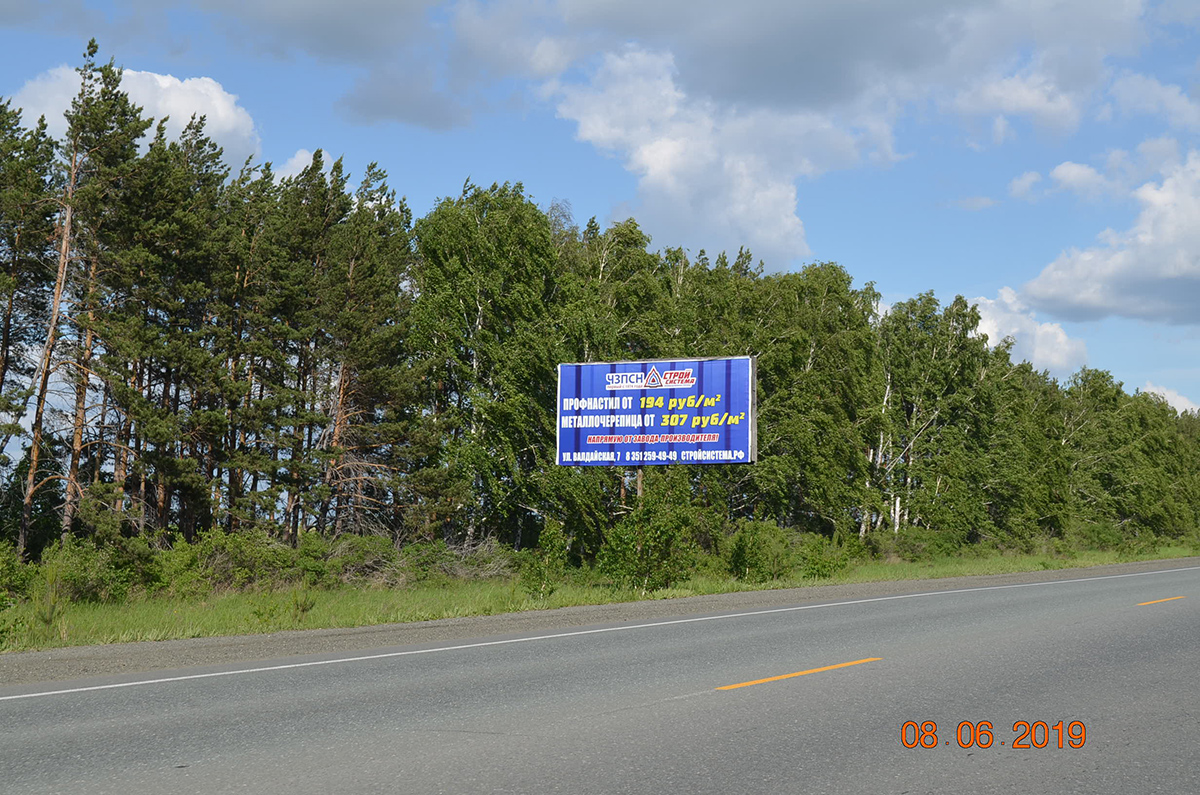 ЧЗПСН СТРОЙ
СИСТЕМА
ПРОФНАСТИЛ ОТ 194 руб/м²
МЕТАЛЛОЧЕРЕПИЦА ОТ 307 руб/м²
НАПРЯМУЮ ОТ ЗАВОДА ПРОИЗВОДИТЕЛЯ!
УЛ. ВАЛДАЙСКАЯ, 7 8 351 259-49-49 СТРОЙСИСТЕМА.РФ
08.06.2019